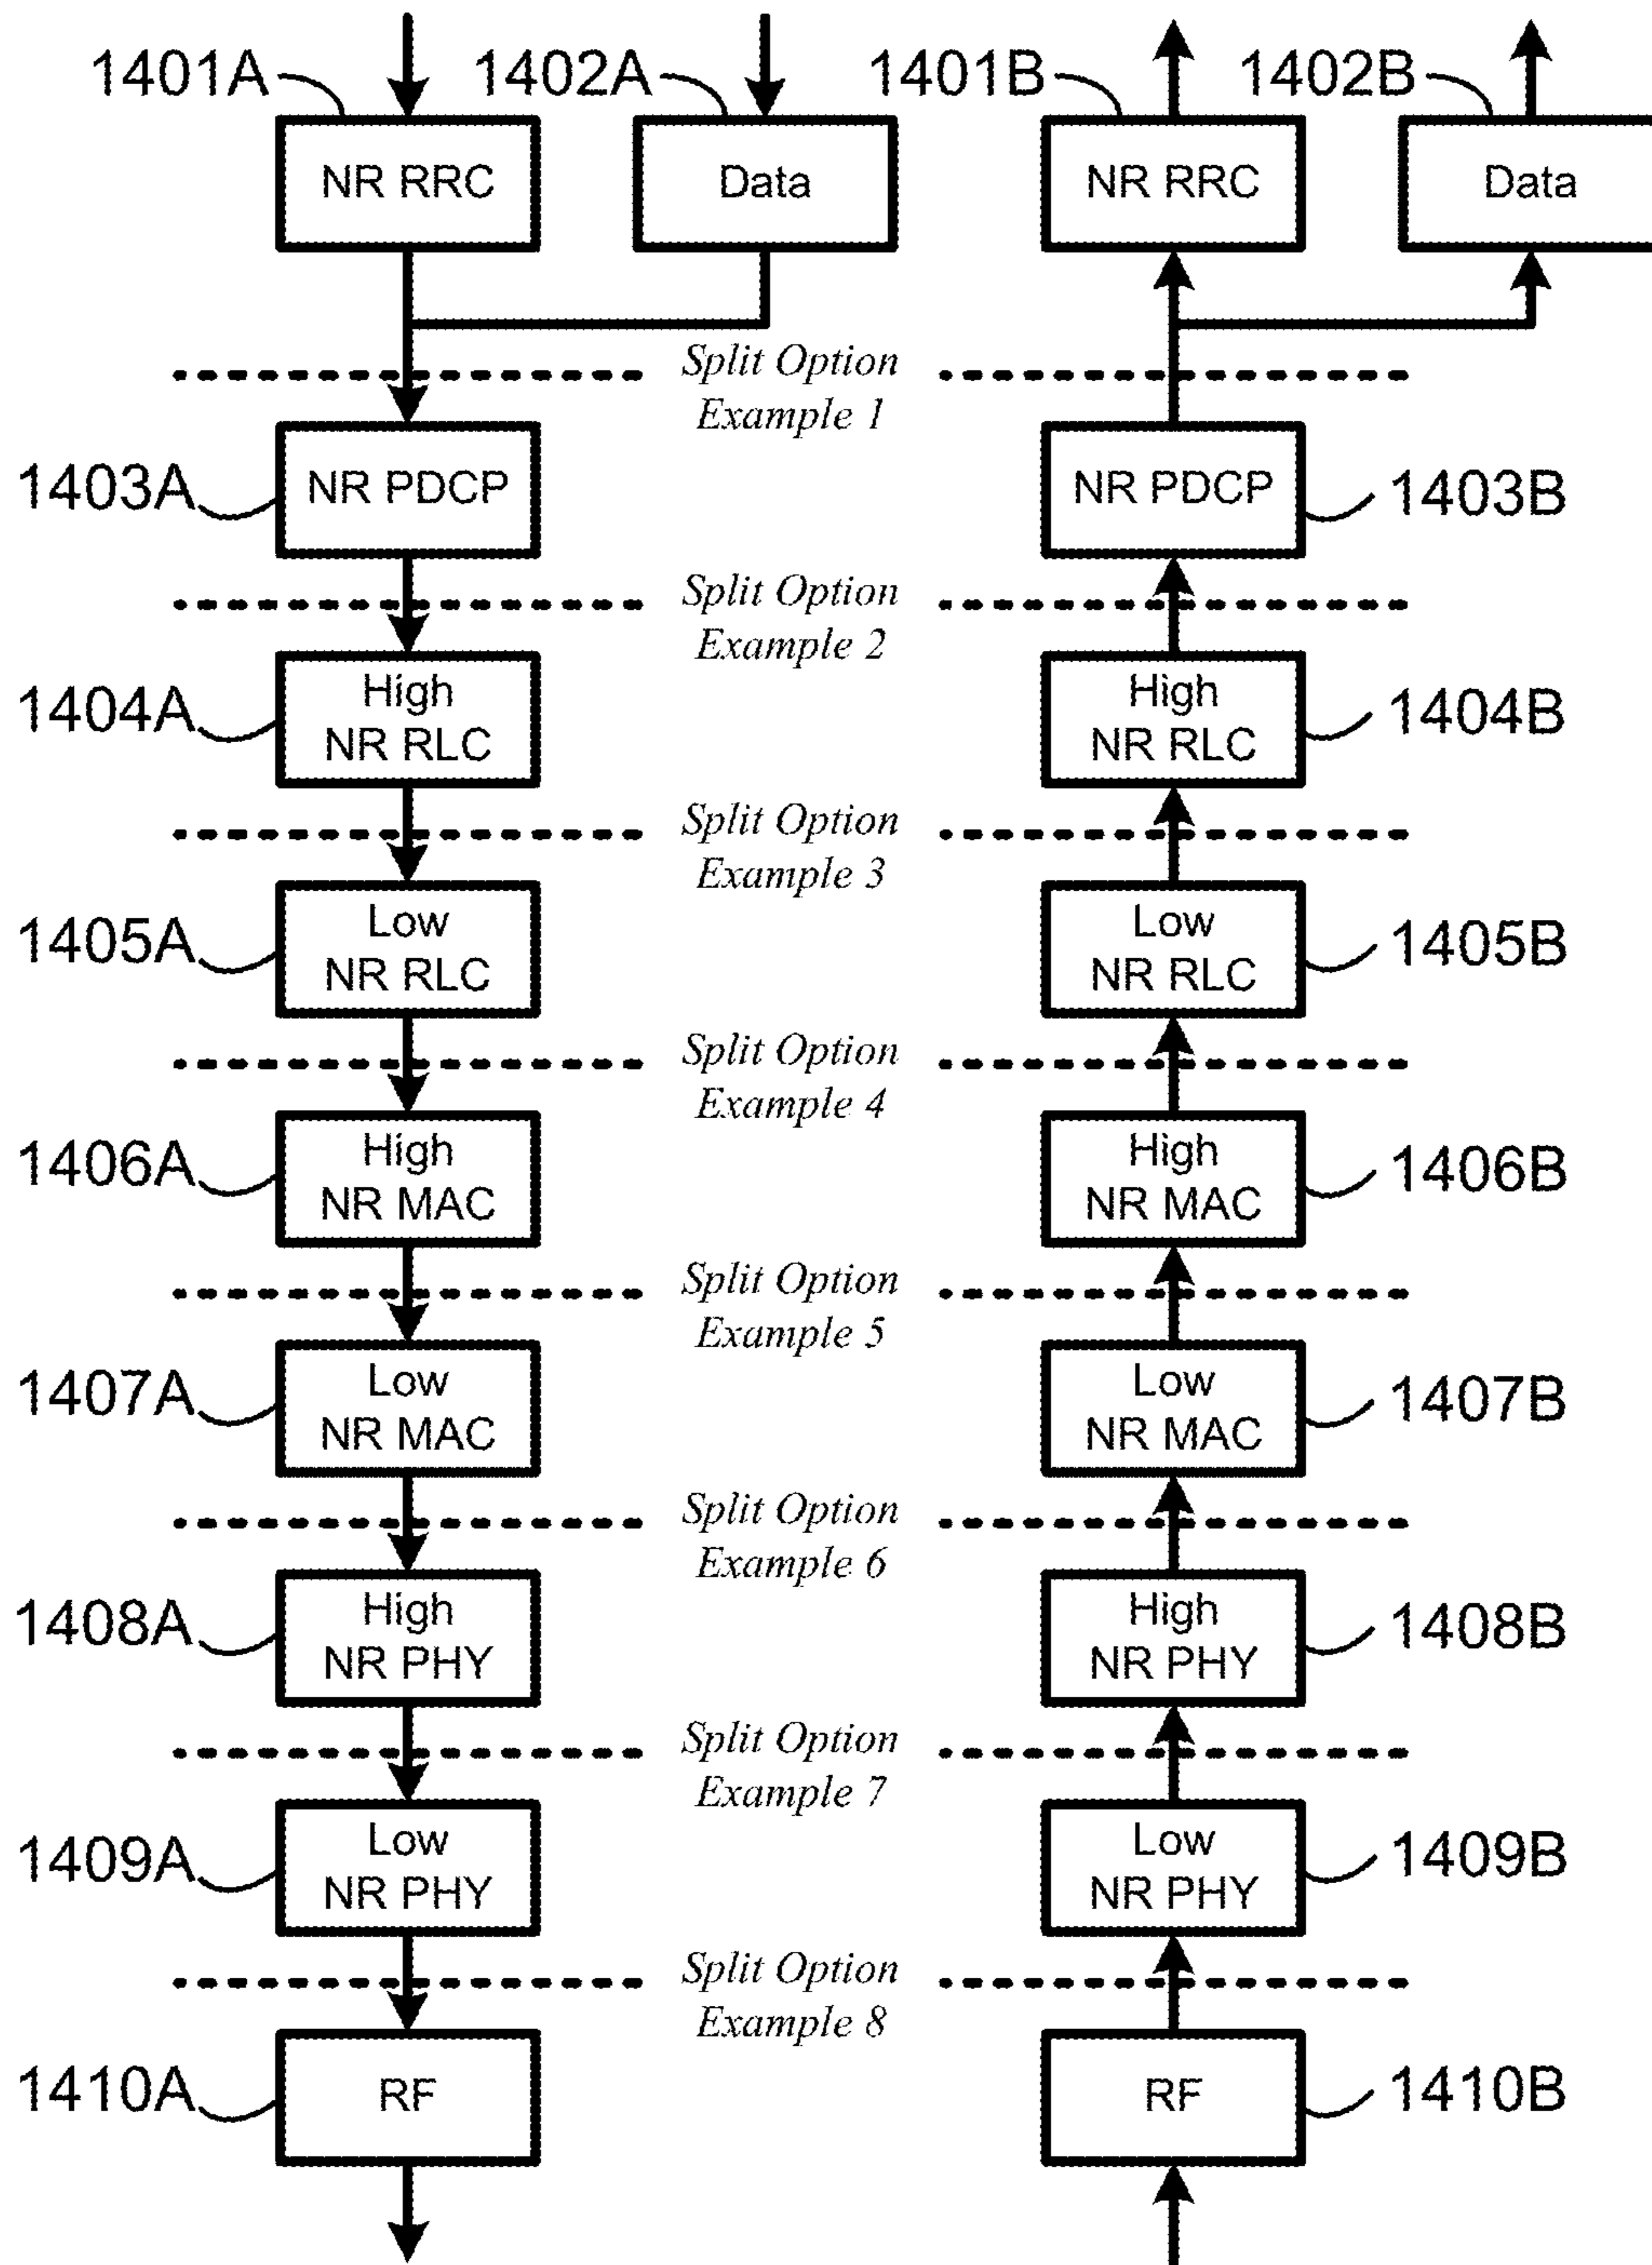 1401A 1402A 1401B 1402B
NR RRC Data NR RRC Data
Split Option
Example 1
1403A NR PDCP NR PDCP 1403B
Split Option
Example 2
1404A High NR RLC High NR RLC 1404B
Split Option
Example 3
1405A Low NR RLC Low NR RLC 1405B
Split Option
Example 4
1406A High NR MAC High NR MAC 1406B
Split Option
Example 5
1407A Low NR MAC Low NR MAC 1407B
Split Option
Example 6
1408A High NR PHY High NR PHY 1408B
Split Option
Example 7
1409A Low NR PHY Low NR PHY 1409B
Split Option
Example 8
1410A RF RF 1410B